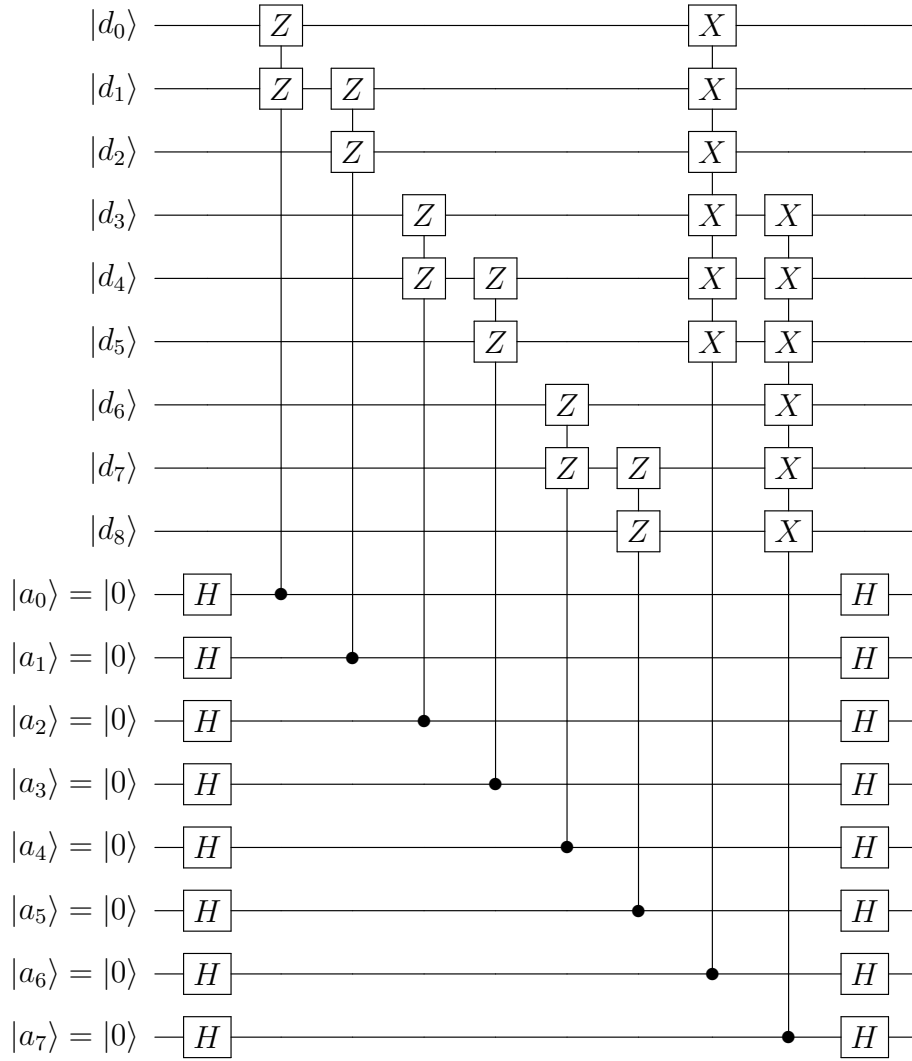 |d₀⟩ Z X
|d₁⟩ Z Z X
|d₂⟩ Z X
|d₃⟩ Z X X
|d₄⟩ Z Z X X
|d₅⟩ Z X X
|d₆⟩ Z X
|d₇⟩ Z Z X
|d₈⟩ Z X
|a₀⟩ = |0⟩ H H
|a₁⟩ = |0⟩ H H
|a₂⟩ = |0⟩ H H
|a₃⟩ = |0⟩ H H
|a₄⟩ = |0⟩ H H
|a₅⟩ = |0⟩ H H
|a₆⟩ = |0⟩ H H
|a₇⟩ = |0⟩ H H